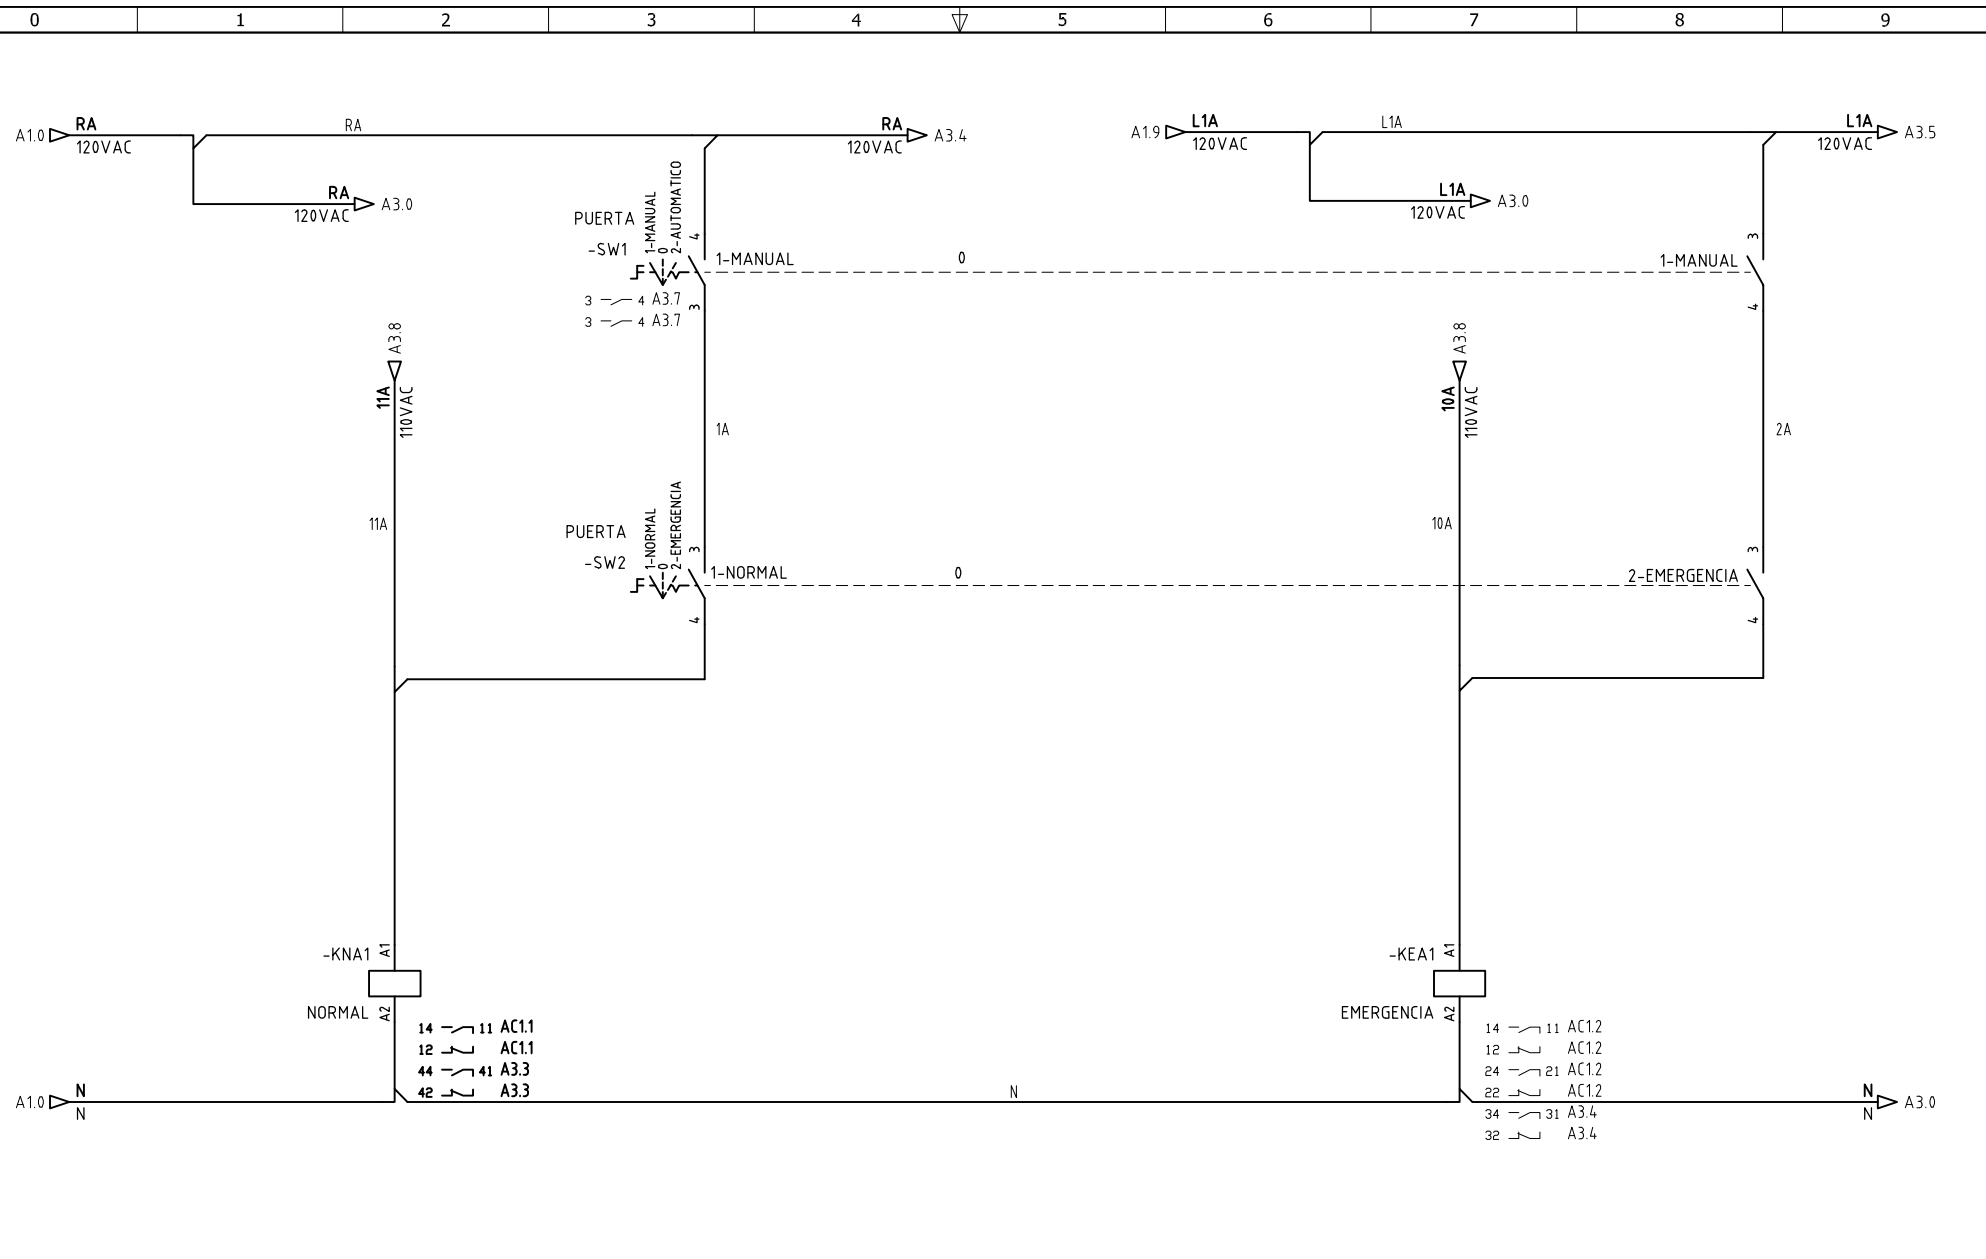 0 1 2 3 4 5 6 7 8 9
A1.0 RA 120VAC
RA
RA 120VAC A3.4
A1.9 L1A 120VAC
L1A
L1A 120VAC A3.5
RA 120VAC A3.0
L1A 120VAC A3.0
PUERTA
-SW1
1-MANUAL
0
2-AUTOMATICO
4
1-MANUAL
0
1-MANUAL
3
3 4 A3.7
3 4 A3.7
3
4
A3.8
11A
110VAC
A3.8
10A
110VAC
1A
2A
11A
10A
PUERTA
-SW2
1-NORMAL
0
2-EMERGENCIA
3
1-NORMAL
0
2-EMERGENCIA
3
4
4
-KNA1 A1
NORMAL A2
14 11 AC1.1
12 AC1.1
44 41 A3.3
42 A3.3
-KEA1 A1
EMERGENCIA A2
14 11 AC1.2
12 AC1.2
24 21 AC1.2
22 AC1.2
34 31 A3.4
32 A3.4
A1.0 N
N
N
N A3.0
N